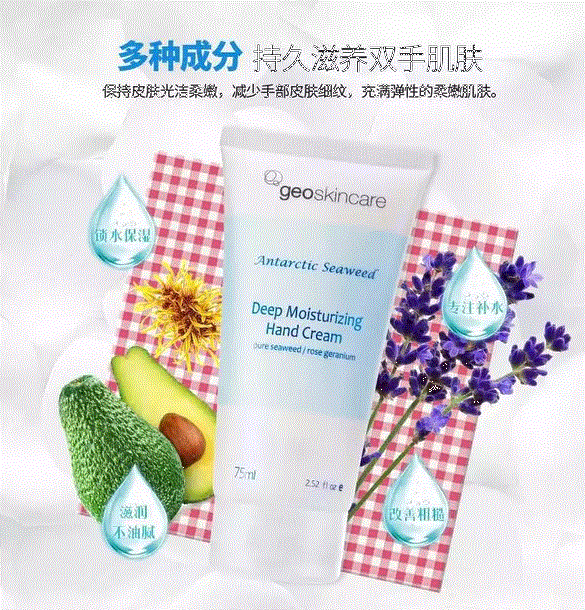 多种成分 持久滋养双手肌肤
保持皮肤光洁柔嫩，减少手部皮肤细纹，充满弹性的柔嫩肌肤。
geoskincare
锁水保湿
Antarctic Seaweed
专注补水
Deep Moisturizing
Hand Cream
pure seaweed / rose geranium
75ml
2.52 fl oz e
滋润
不油腻
改善粗糙